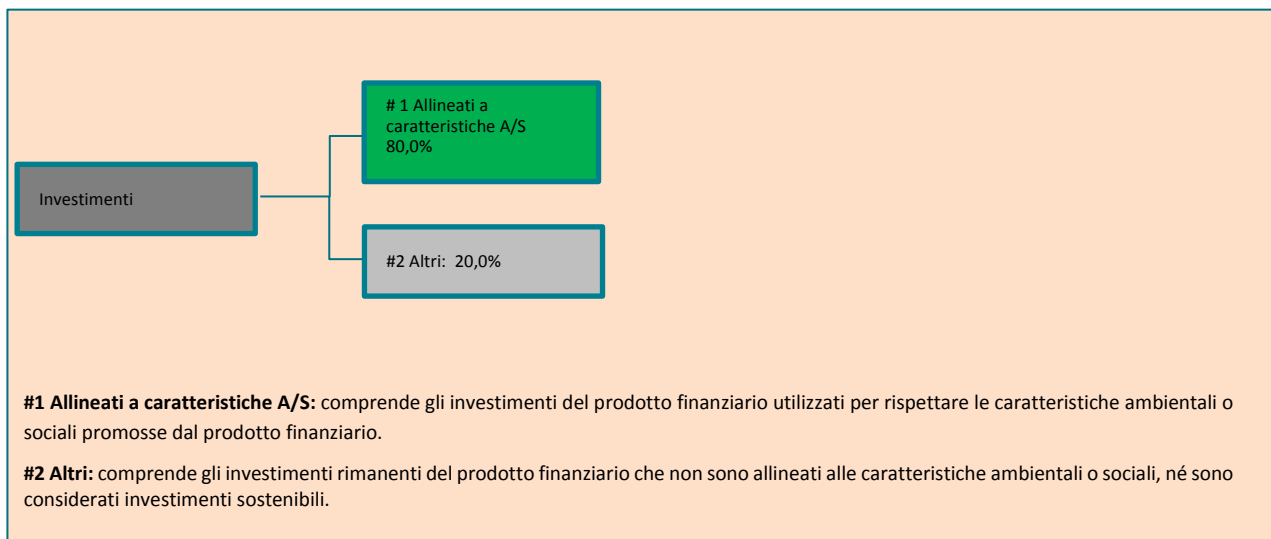 # 1 Allineati a
caratteristiche A/S
80,0%
Investimenti
#2 Altri: 20,0%
#1 Allineati a caratteristiche A/S: comprende gli investimenti del prodotto finanziario utilizzati per rispettare le caratteristiche ambientali o
sociali promosse dal prodotto finanziario.
#2 Altri: comprende gli investimenti rimanenti del prodotto finanziario che non sono allineati alle caratteristiche ambientali o sociali, né sono
considerati investimenti sostenibili.